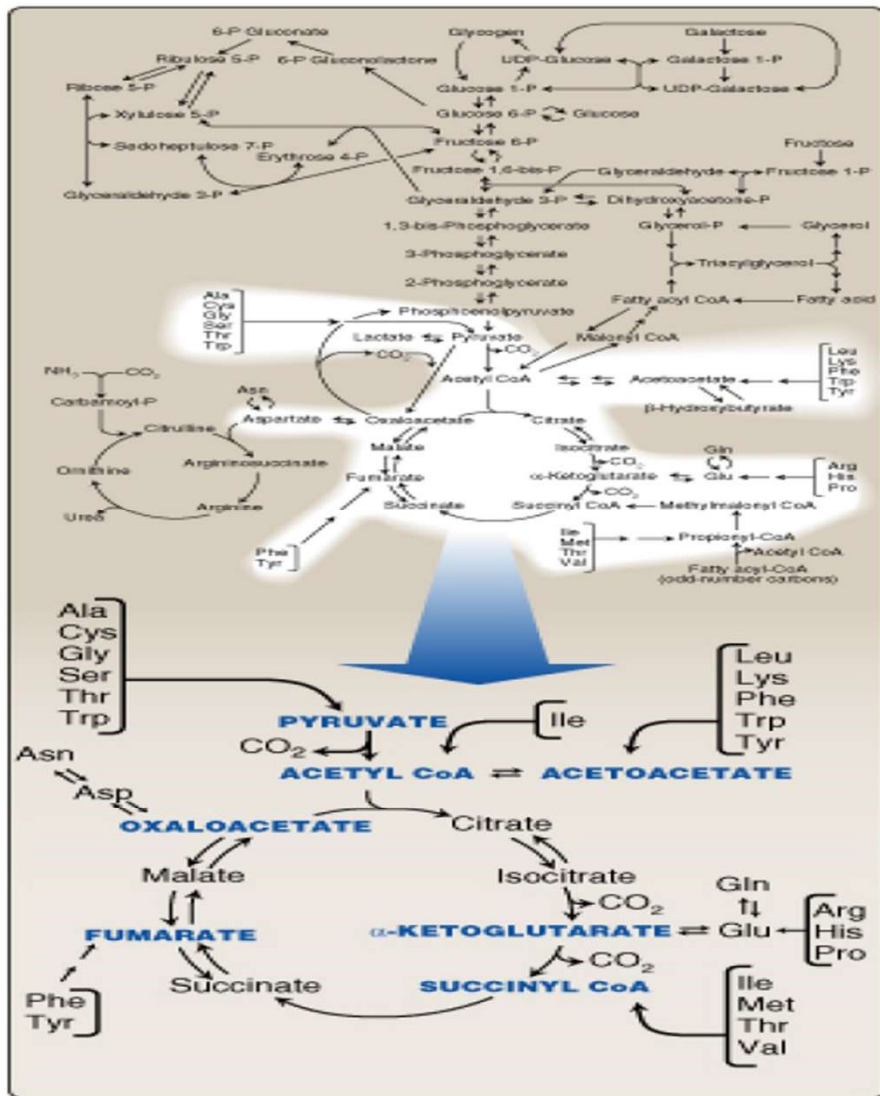 6-P Gluconate
Glycogen
Galactose
Ribulose 5-P
6-P Gluconolactone
UDP-Glucose
Galactose 1-P
Ribose 5-P
Glucose 1-P
UDP-Galactose
Xylulose 5-P
Glucose 6-P
Glucose
Sedoheptulose 7-P
Fructose 6-P
Fructose
Erythrose 4-P
Fructose 1,6-bis-P
Glyceraldehyde
Fructose 1-P
Glyceraldehyde 3-P
Glyceraldehyde 3-P
Dihydroxyacetone-P
1,3-bis-Phosphoglycerate
Glycerol-P
Glycerol
3-Phosphoglycerate
Triacylglycerol
2-Phosphoglycerate
Fatty acyl CoA
Fatty acid
Ala
Cys
Gly
Ser
Thr
Trp
Phosphoenolpyruvate
Lactate
Pyruvate
CO2
Malonyl CoA
CO2
Acetyl CoA
Acetoacetate
Leu
Lys
Phe
Trp
Tyr
β-Hydroxybutyrate
NH3
CO2
Carbamoyl-P
Asn
Aspartate
Oxaloacetate
Citrate
Citrulline
Malate
Isocitrate
Gln
Ornithine
Argininosuccinate
CO2
Fumarate
α-Ketoglutarate
Glu
Arg
His
Pro
CO2
Urea
Arginine
Succinate
Succinyl CoA
Methylmalonyl CoA
Phe
Tyr
Ile
Met
Thr
Val
Propionyl-CoA
Acetyl CoA
Fatty acyl-CoA
(odd-number carbons)
Ala
Cys
Gly
Ser
Thr
Trp
Leu
Lys
Phe
Trp
Tyr
PYRUVATE
Ile
CO2
Asn
ACETYL CoA
ACETOACETATE
Asp
OXALOACETATE
Citrate
Malate
Isocitrate
Gln
CO2
FUMARATE
α-KETOGLUTARATE
Glu
Arg
His
Pro
CO2
Phe
Tyr
Succinate
SUCCINYL CoA
Ile
Met
Thr
Val